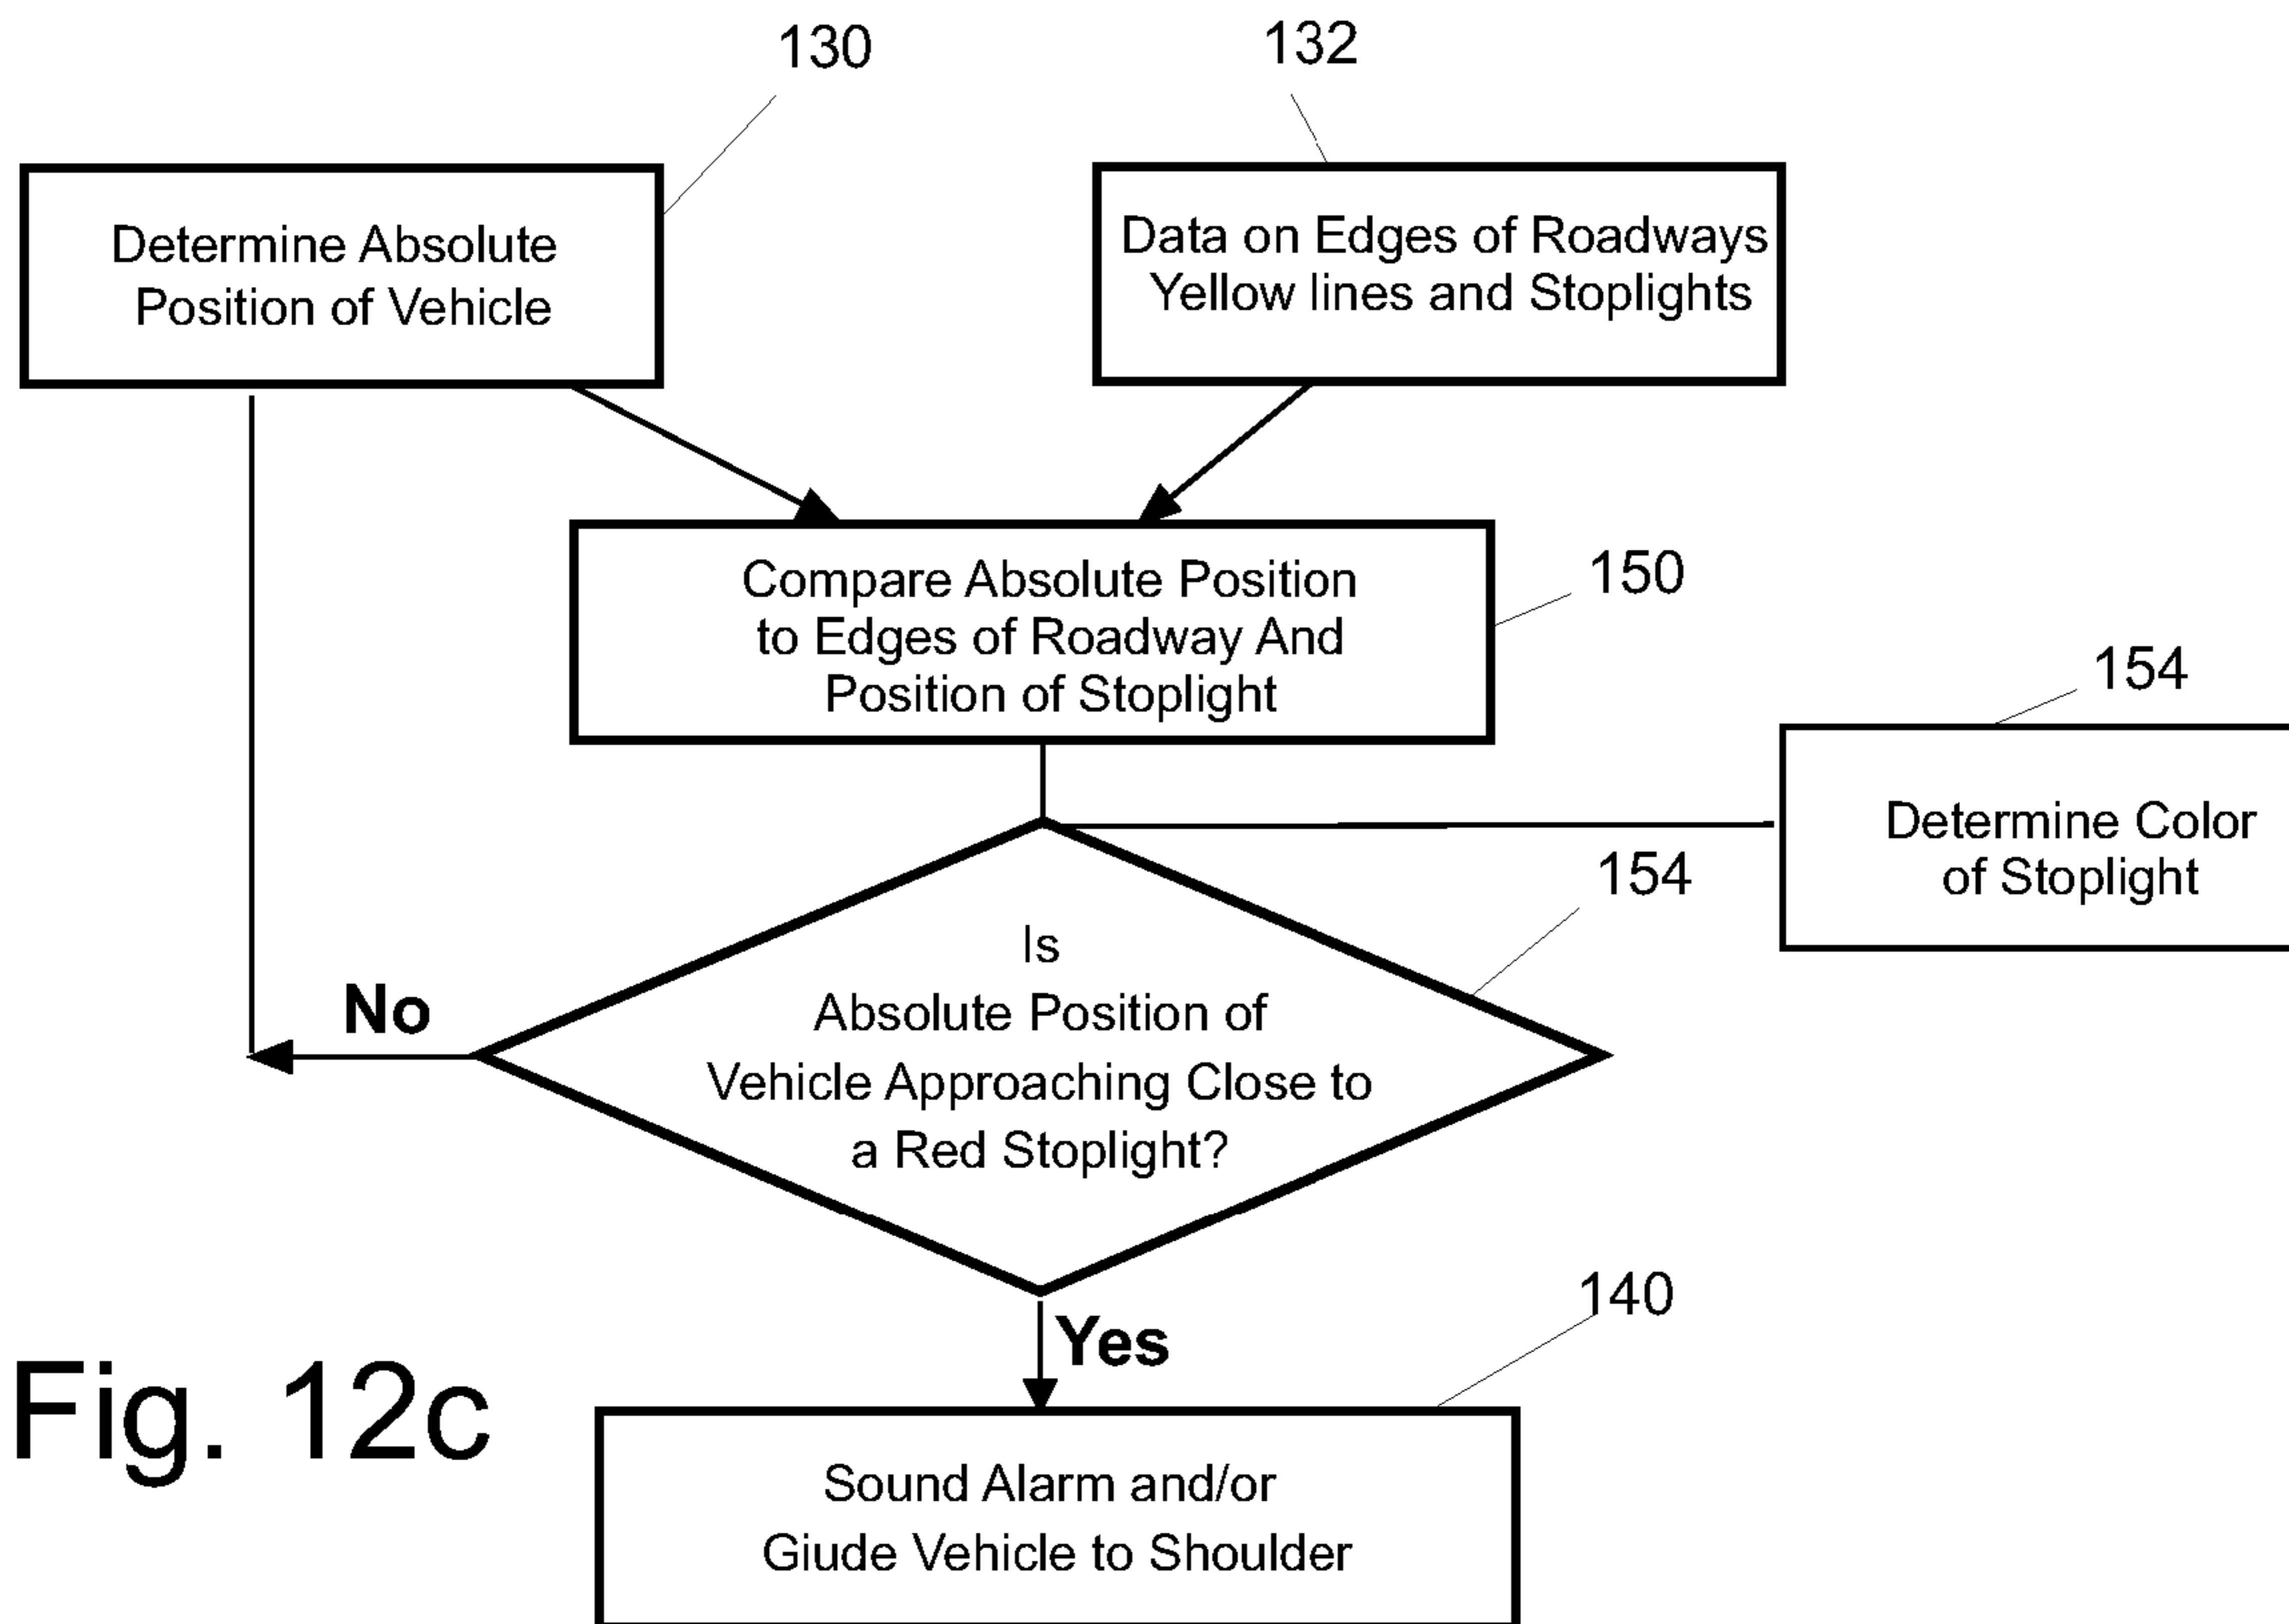 130
132
Determine Absolute
Position of Vehicle
Data on Edges of Roadways
Yellow lines and Stoplights
Compare Absolute Position
to Edges of Roadway And
Position of Stoplight
150
154
Determine Color
of Stoplight
154
Is
Absolute Position of
Vehicle Approaching Close to
a Red Stoplight?
No
Yes
140
Sound Alarm and/or
Giude Vehicle to Shoulder
Fig. 12c